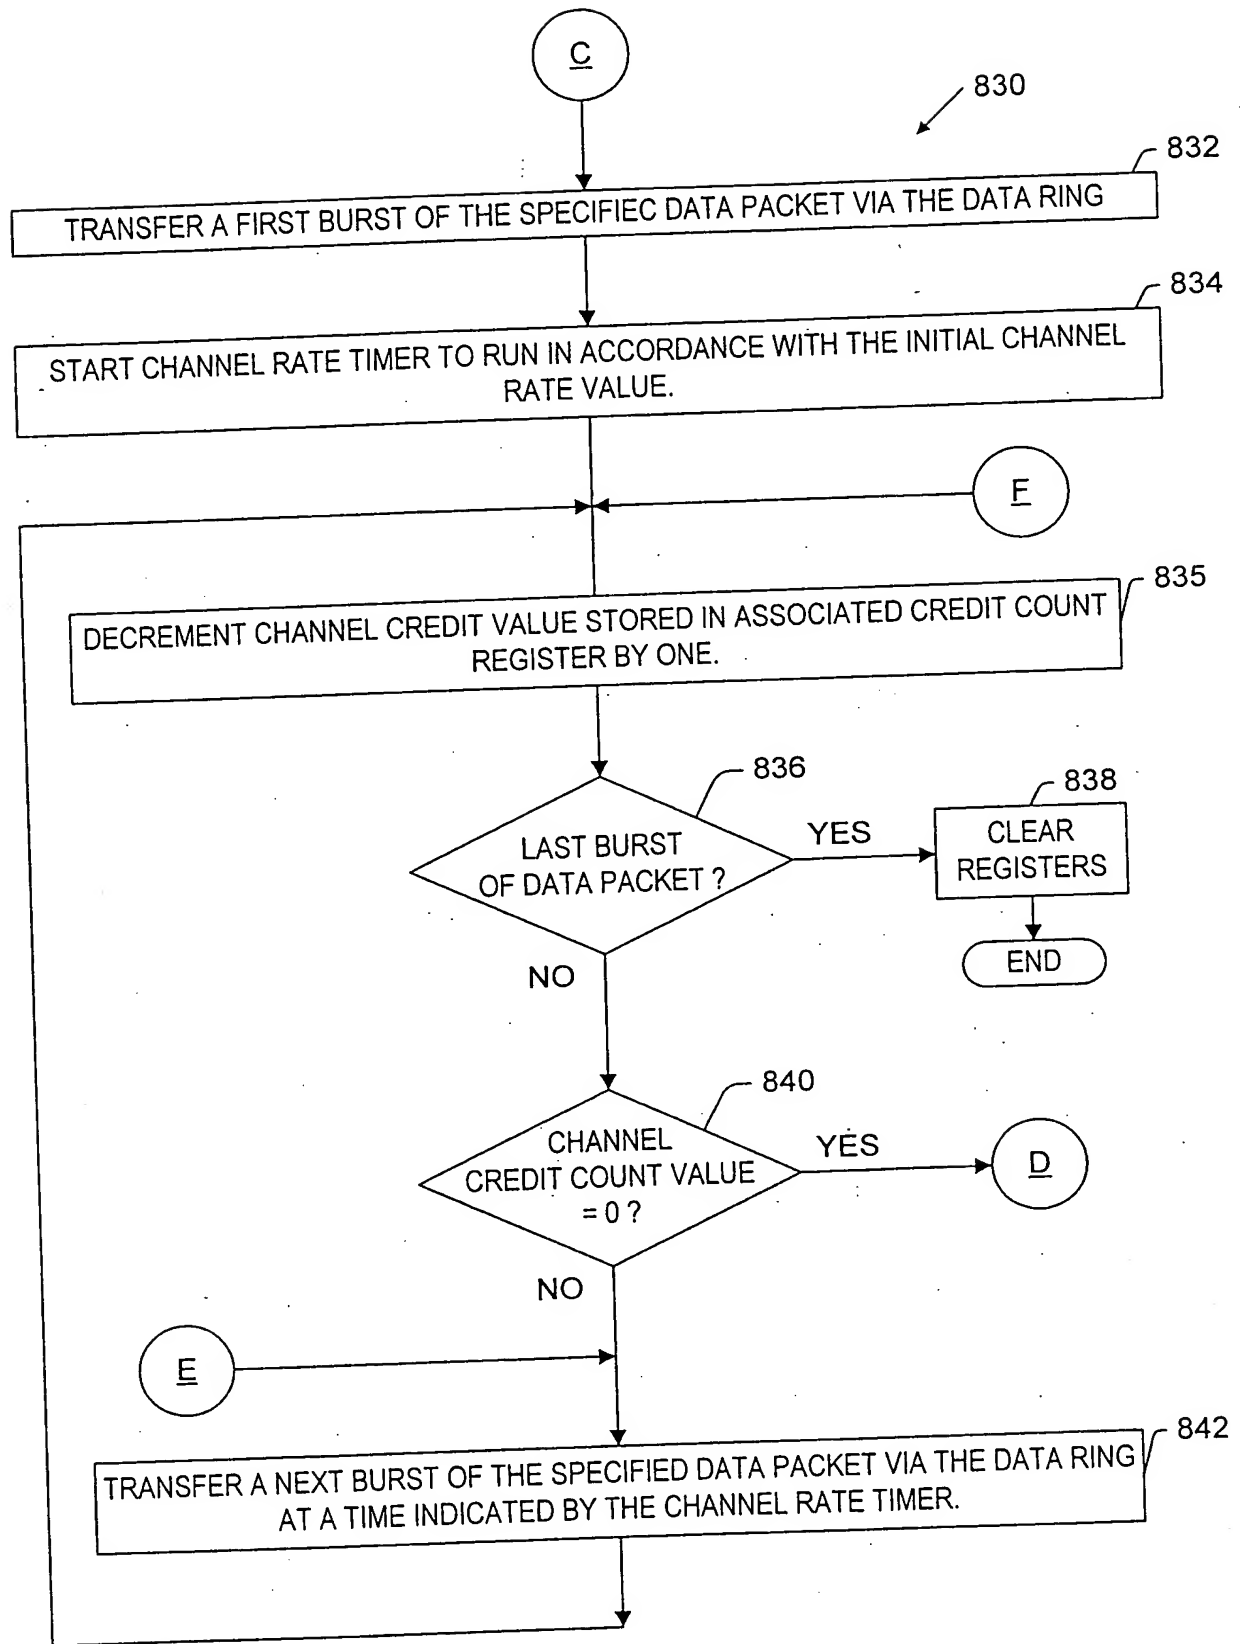 C
830
832
TRANSFER A FIRST BURST OF THE SPECIFIEC DATA PACKET VIA THE DATA RING
834
START CHANNEL RATE TIMER TO RUN IN ACCORDANCE WITH THE INITIAL CHANNEL
RATE VALUE.
F
835
DECREMENT CHANNEL CREDIT VALUE STORED IN ASSOCIATED CREDIT COUNT
REGISTER BY ONE.
836
838
LAST BURST
OF DATA PACKET ?
YES
CLEAR
REGISTERS
END
NO
840
CHANNEL
CREDIT COUNT VALUE
= 0 ?
YES
D
NO
E
842
TRANSFER A NEXT BURST OF THE SPECIFIED DATA PACKET VIA THE DATA RING
AT A TIME INDICATED BY THE CHANNEL RATE TIMER.